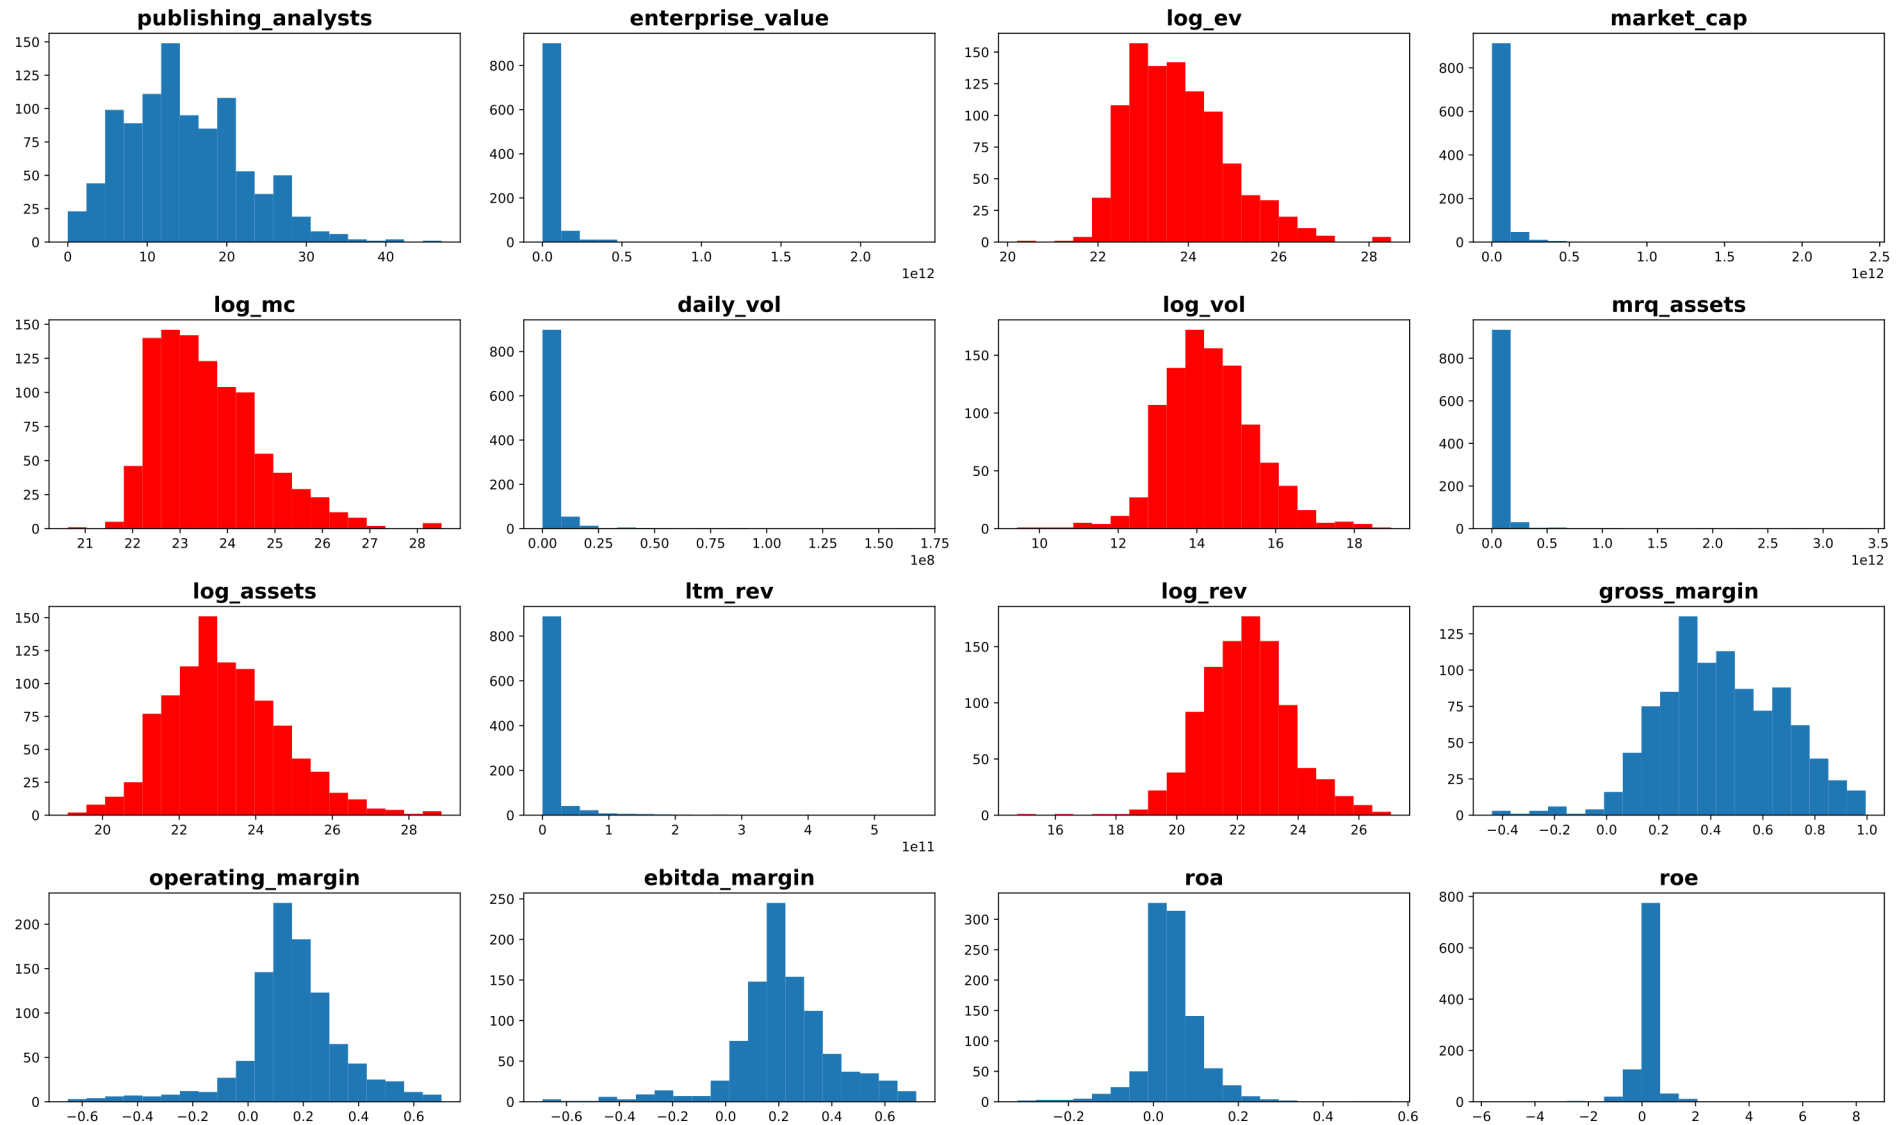 publishing_analysts
150
125
100
75
50
25
0
0 10 20 30 40
enterprise_value
800
600
400
200
0
0.0 0.5 1.0 1.5 2.0
1e12
log_ev
150
125
100
75
50
25
0
20 22 24 26 28
market_cap
800
600
400
200
0
0.0 0.5 1.0 1.5 2.0 2.5
1e12
log_mc
150
125
100
75
50
25
0
21 22 23 24 25 26 27 28
daily_vol
800
600
400
200
0
0.00 0.25 0.50 0.75 1.00 1.25 1.50 1.75
1e8
log_vol
150
100
50
0
10 12 14 16 18
mrq_assets
800
600
400
200
0
0.0 0.5 1.0 1.5 2.0 2.5 3.0 3.5
1e12
log_assets
150
125
100
75
50
25
0
20 22 24 26 28
ltm_rev
800
600
400
200
0
0 1 2 3 4 5
1e11
log_rev
150
100
50
0
16 18 20 22 24 26
gross_margin
125
100
75
50
25
0
−0.4 −0.2 0.0 0.2 0.4 0.6 0.8 1.0
operating_margin
200
150
100
50
0
−0.6 −0.4 −0.2 0.0 0.2 0.4 0.6
ebitda_margin
250
200
150
100
50
0
−0.6 −0.4 −0.2 0.0 0.2 0.4 0.6
roa
300
250
200
150
100
50
0
−0.2 0.0 0.2 0.4 0.6
roe
800
600
400
200
0
−6 −4 −2 0 2 4 6 8